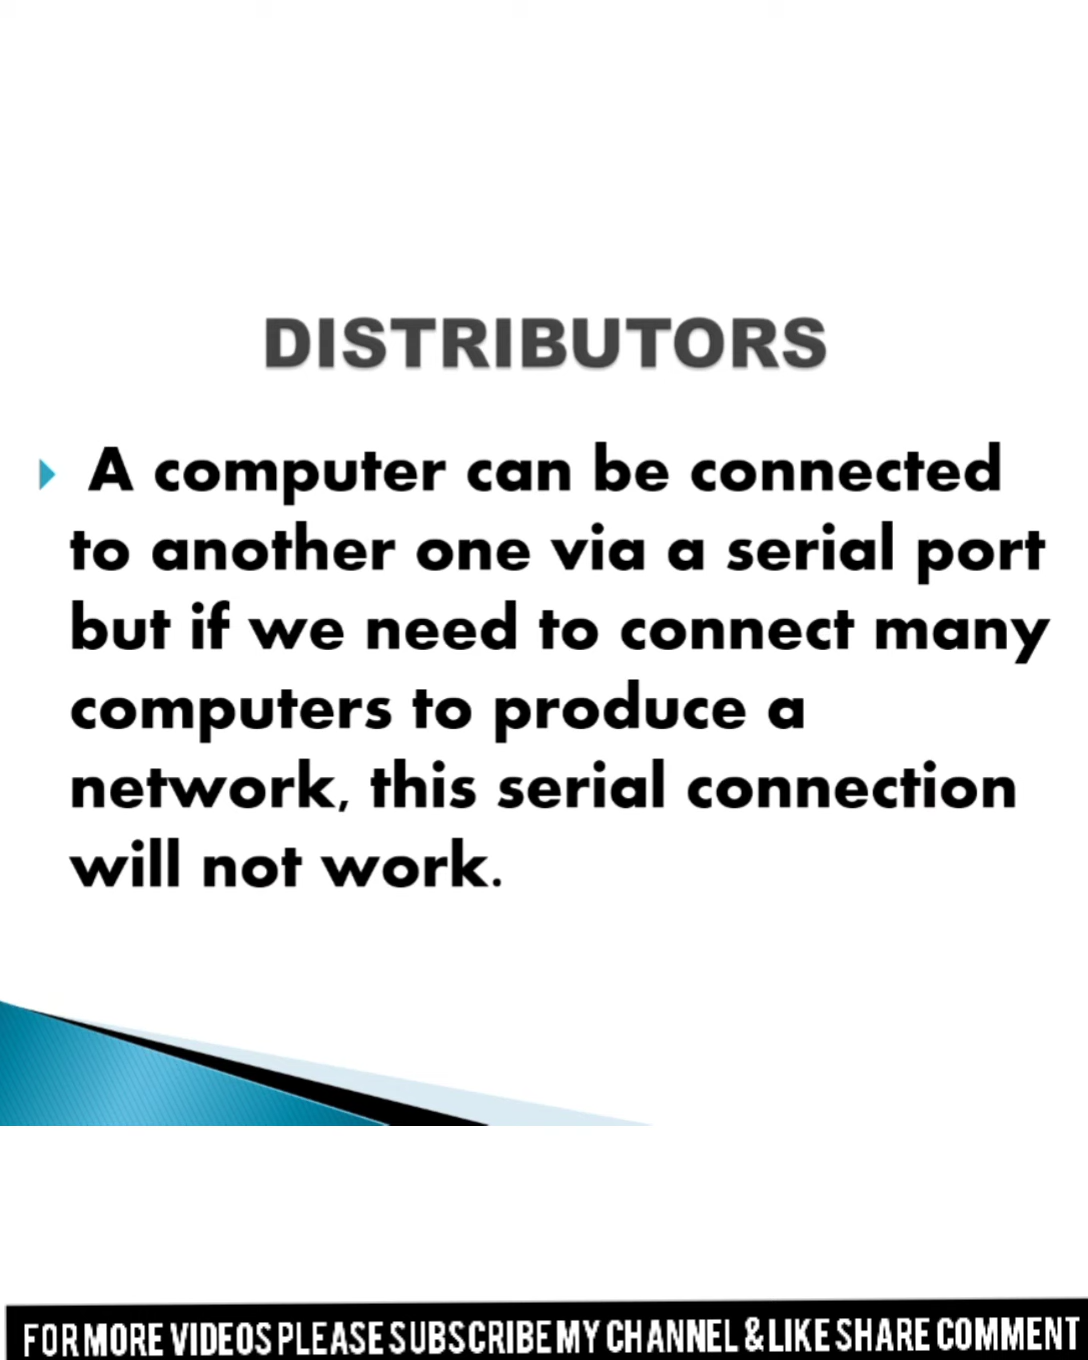 DISTRIBUTORS
A computer can be connected
to another one via a serial port
but if we need to connect many
computers to produce a
network, this serial connection
will not work.
FOR MORE VIDEOS PLEASE SUBSCRIBE MY CHANNEL & LIKE SHARE COMMENT